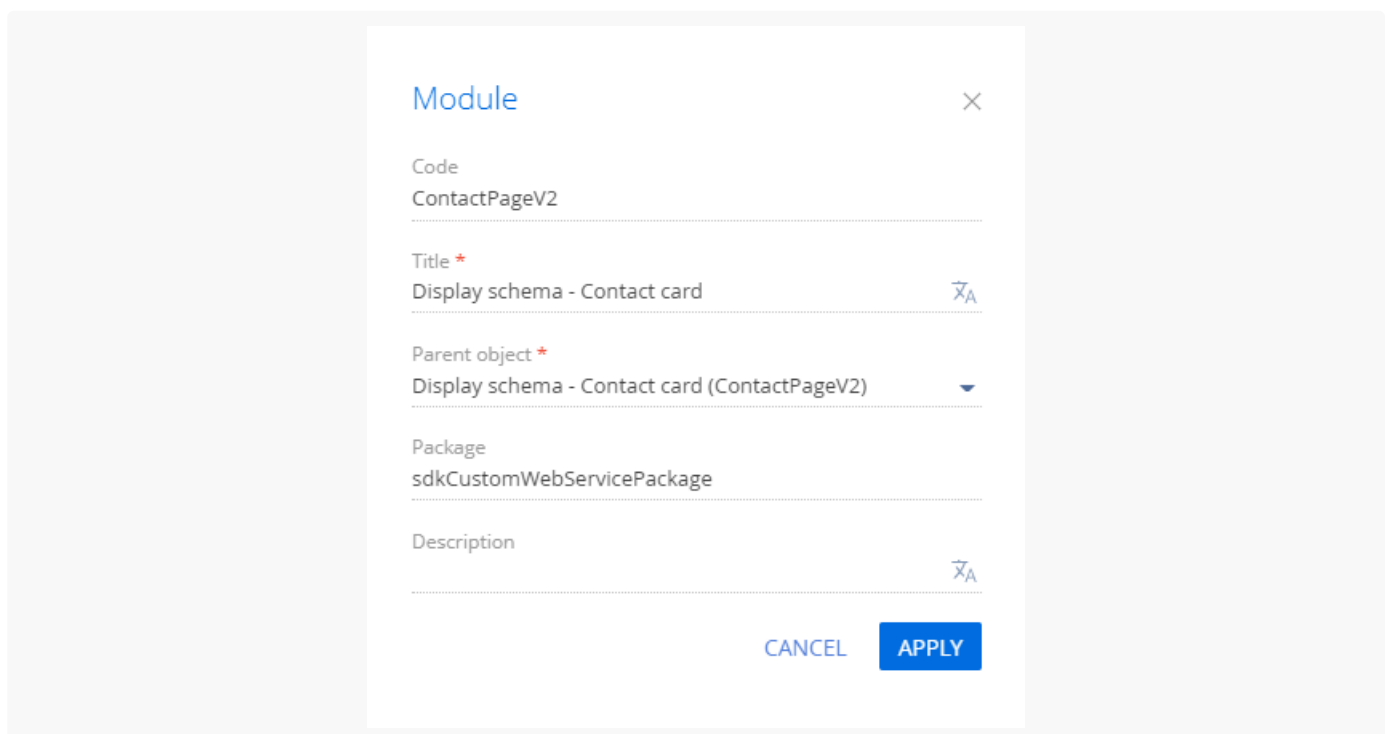 Module
Code
ContactPageV2
Title *
Display schema - Contact card
Parent object *
Display schema - Contact card (ContactPageV2)
Package
sdkCustomWebServicePackage
Description
CANCEL APPLY